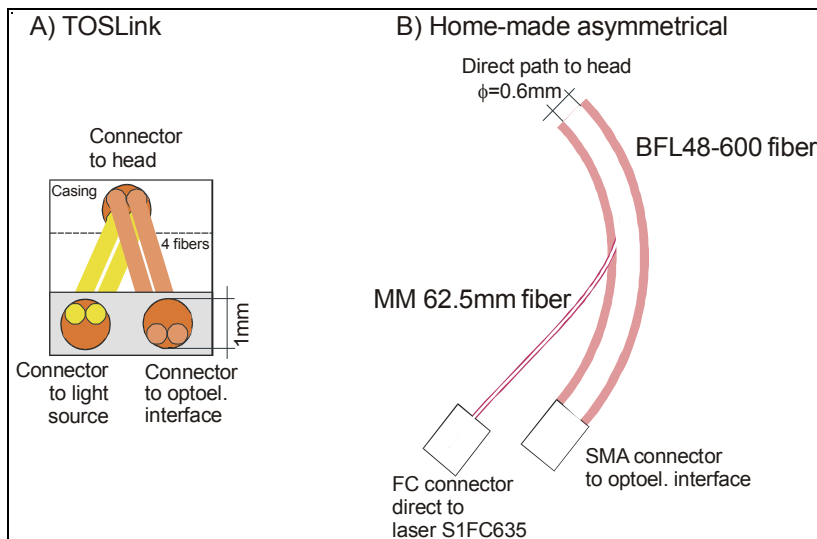 A) TOSLink
Connector
to head
Casing
4 fibers
1mm
Connector
to light
source
Connector
to optoel.
interface
B) Home-made asymmetrical
Direct path to head
ϕ=0.6mm
BFL48-600 fiber
MM 62.5mm fiber
FC connector
direct to
laser S1FC635
SMA connector
to optoel. interface